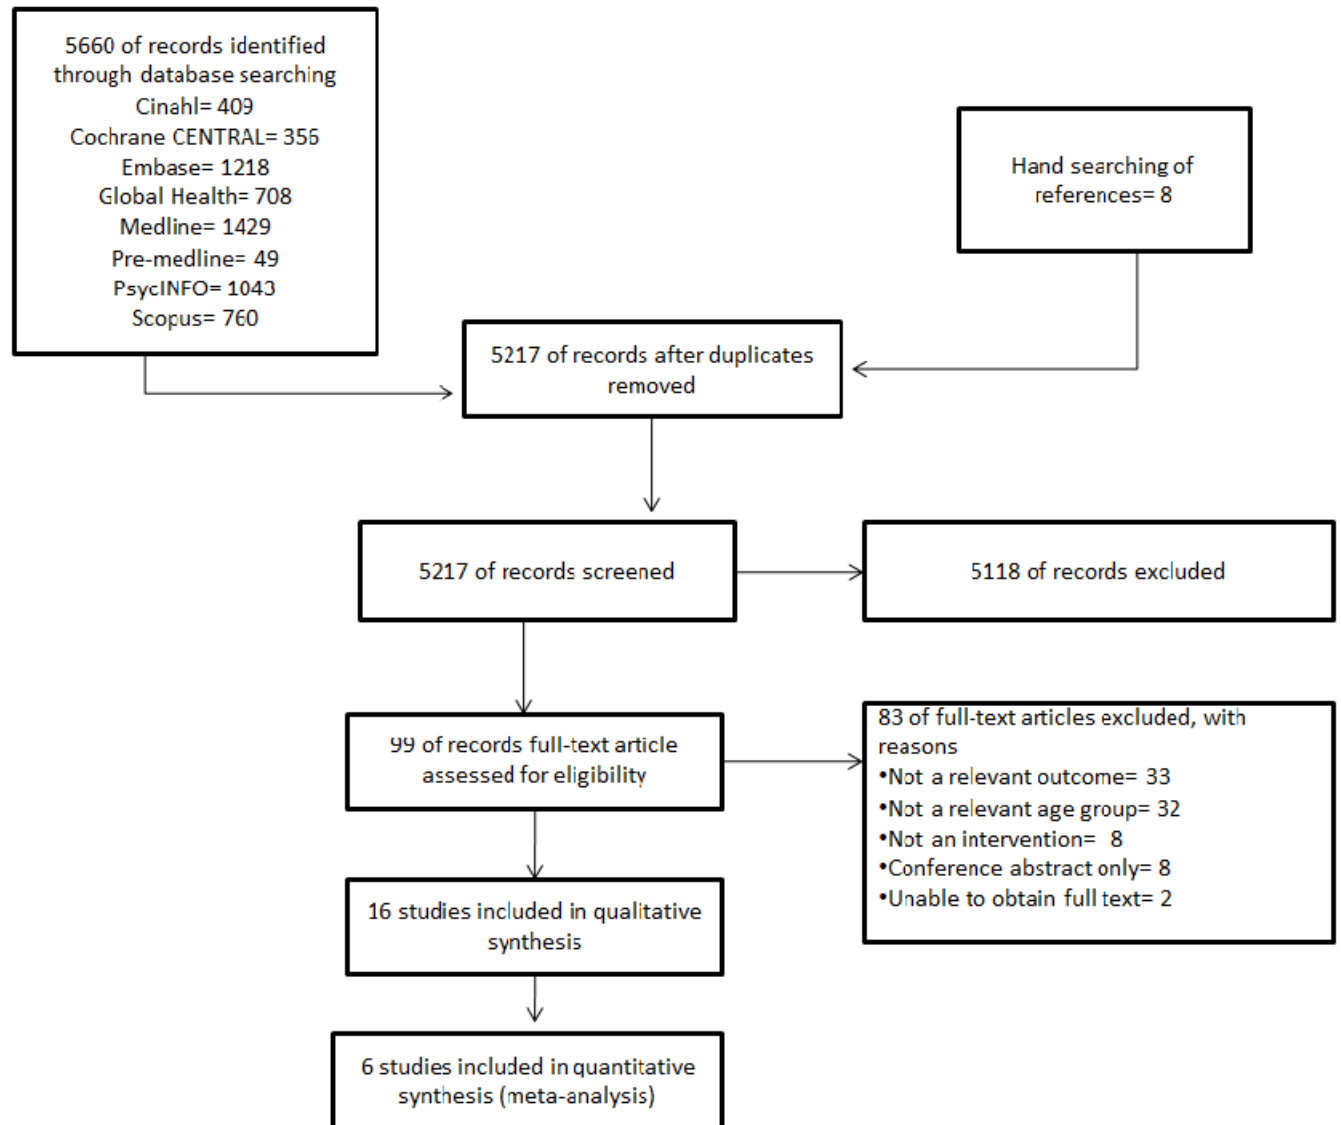 5660 of records identified
through database searching
Cinahl= 409
Cochrane CENTRAL= 356
Embase= 1218
Global Health= 708
Medline= 1429
Pre-medline= 49
PsycINFO= 1043
Scopus= 760
Hand searching of
references= 8
5217 of records after duplicates
removed
5217 of records screened
5118 of records excluded
99 of records full-text article
assessed for eligibility
83 of full-text articles excluded, with
reasons
•Not a relevant outcome= 33
•Not a relevant age group= 32
•Not an intervention= 8
•Conference abstract only= 8
•Unable to obtain full text= 2
16 studies included in qualitative
synthesis
6 studies included in quantitative
synthesis (meta-analysis)